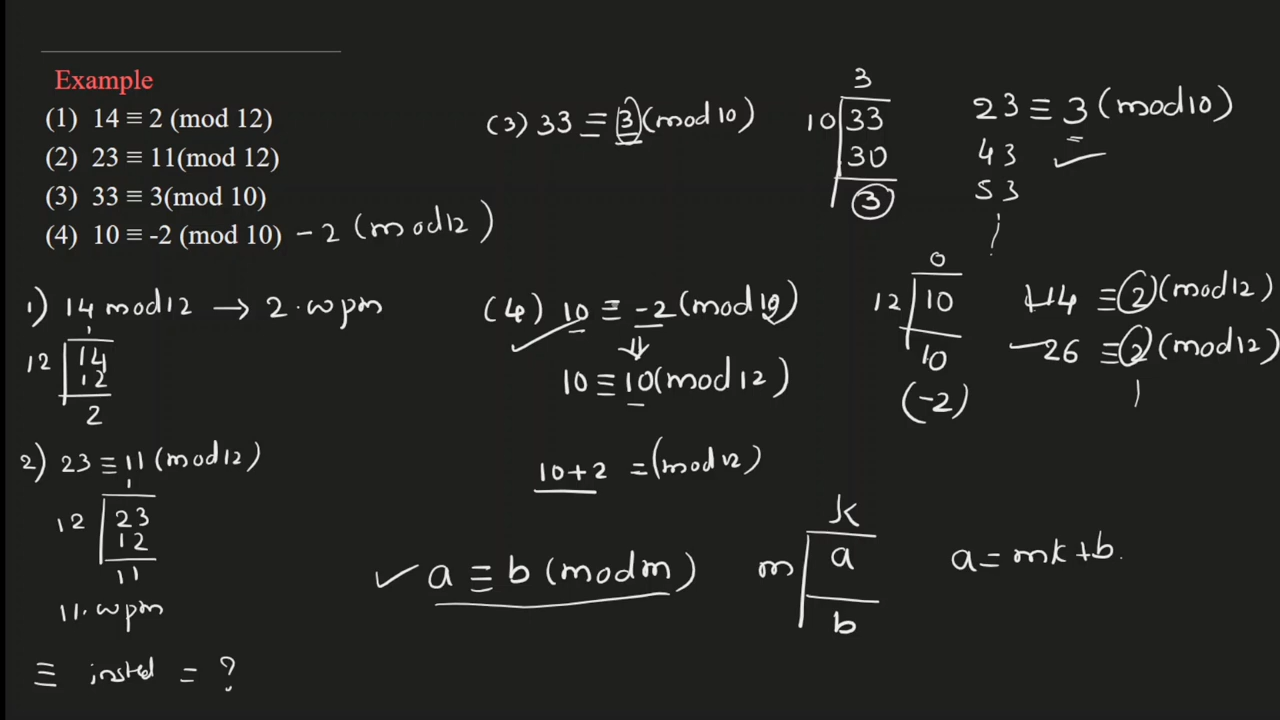 Example
(1) 14 ≡ 2 (mod 12)
(2) 23 ≡ 11(mod 12)
(3) 33 ≡ 3(mod 10)
(4) 10 ≡ -2 (mod 10) -2 (mod12)
1) 14 mod 12 → 2. wpm
1
12 14
12
2
2) 23 ≡ 11 (mod12)
1
12 23
12
11
11. wpm
≡ insted = ?
(3) 33 ≡ 3 (mod 10)
3
10 33
30
3
23 ≡ 3 (mod10)
43
53
(4) 10 ≡ -2 (mod
10 ≡ 10(mod 12)
0
12 10
10
(-2)
14 ≡ 2 (mod 12)
26 ≡ 2 (mod 12)
10+2 = (mod 12)
a ≡ b (modm)
k
m a
b
a = mk+b.